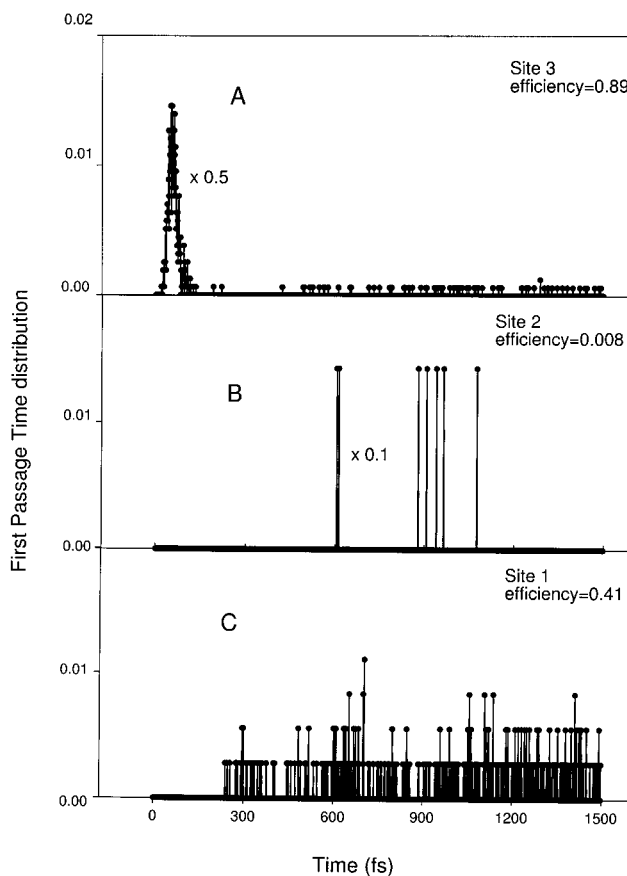 0.02
Site 3
efficiency=0.89
A
0.01
x 0.5
0.00
Site 2
efficiency=0.008
B
0.01
x 0.1
0.00
Site 1
efficiency=0.41
C
0.01
0.00
0 300 600 900 1200 1500
Time (fs)
First Passage Time distribution